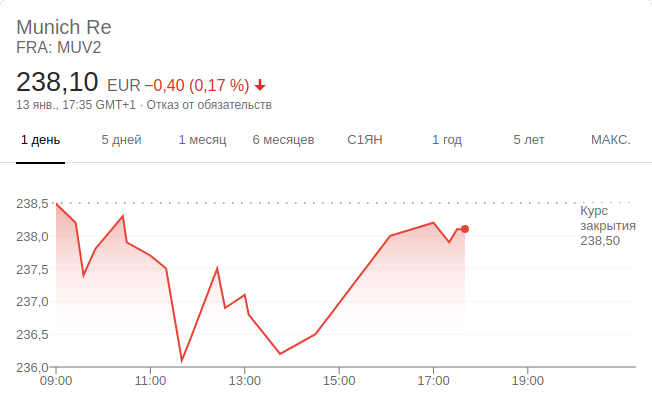 Munich Re
FRA: MUV2
238,10 EUR −0,40 (0,17 %)
13 янв., 17:35 GMT+1 · Отказ от обязательств
1 день 5 дней 1 месяц 6 месяцев С1ЯН 1 год 5 лет МАКС.
238,5
238,0
237,5
237,0
236,5
236,0
Курс
закрытия
238,50
09:00 11:00 13:00 15:00 17:00 19:00